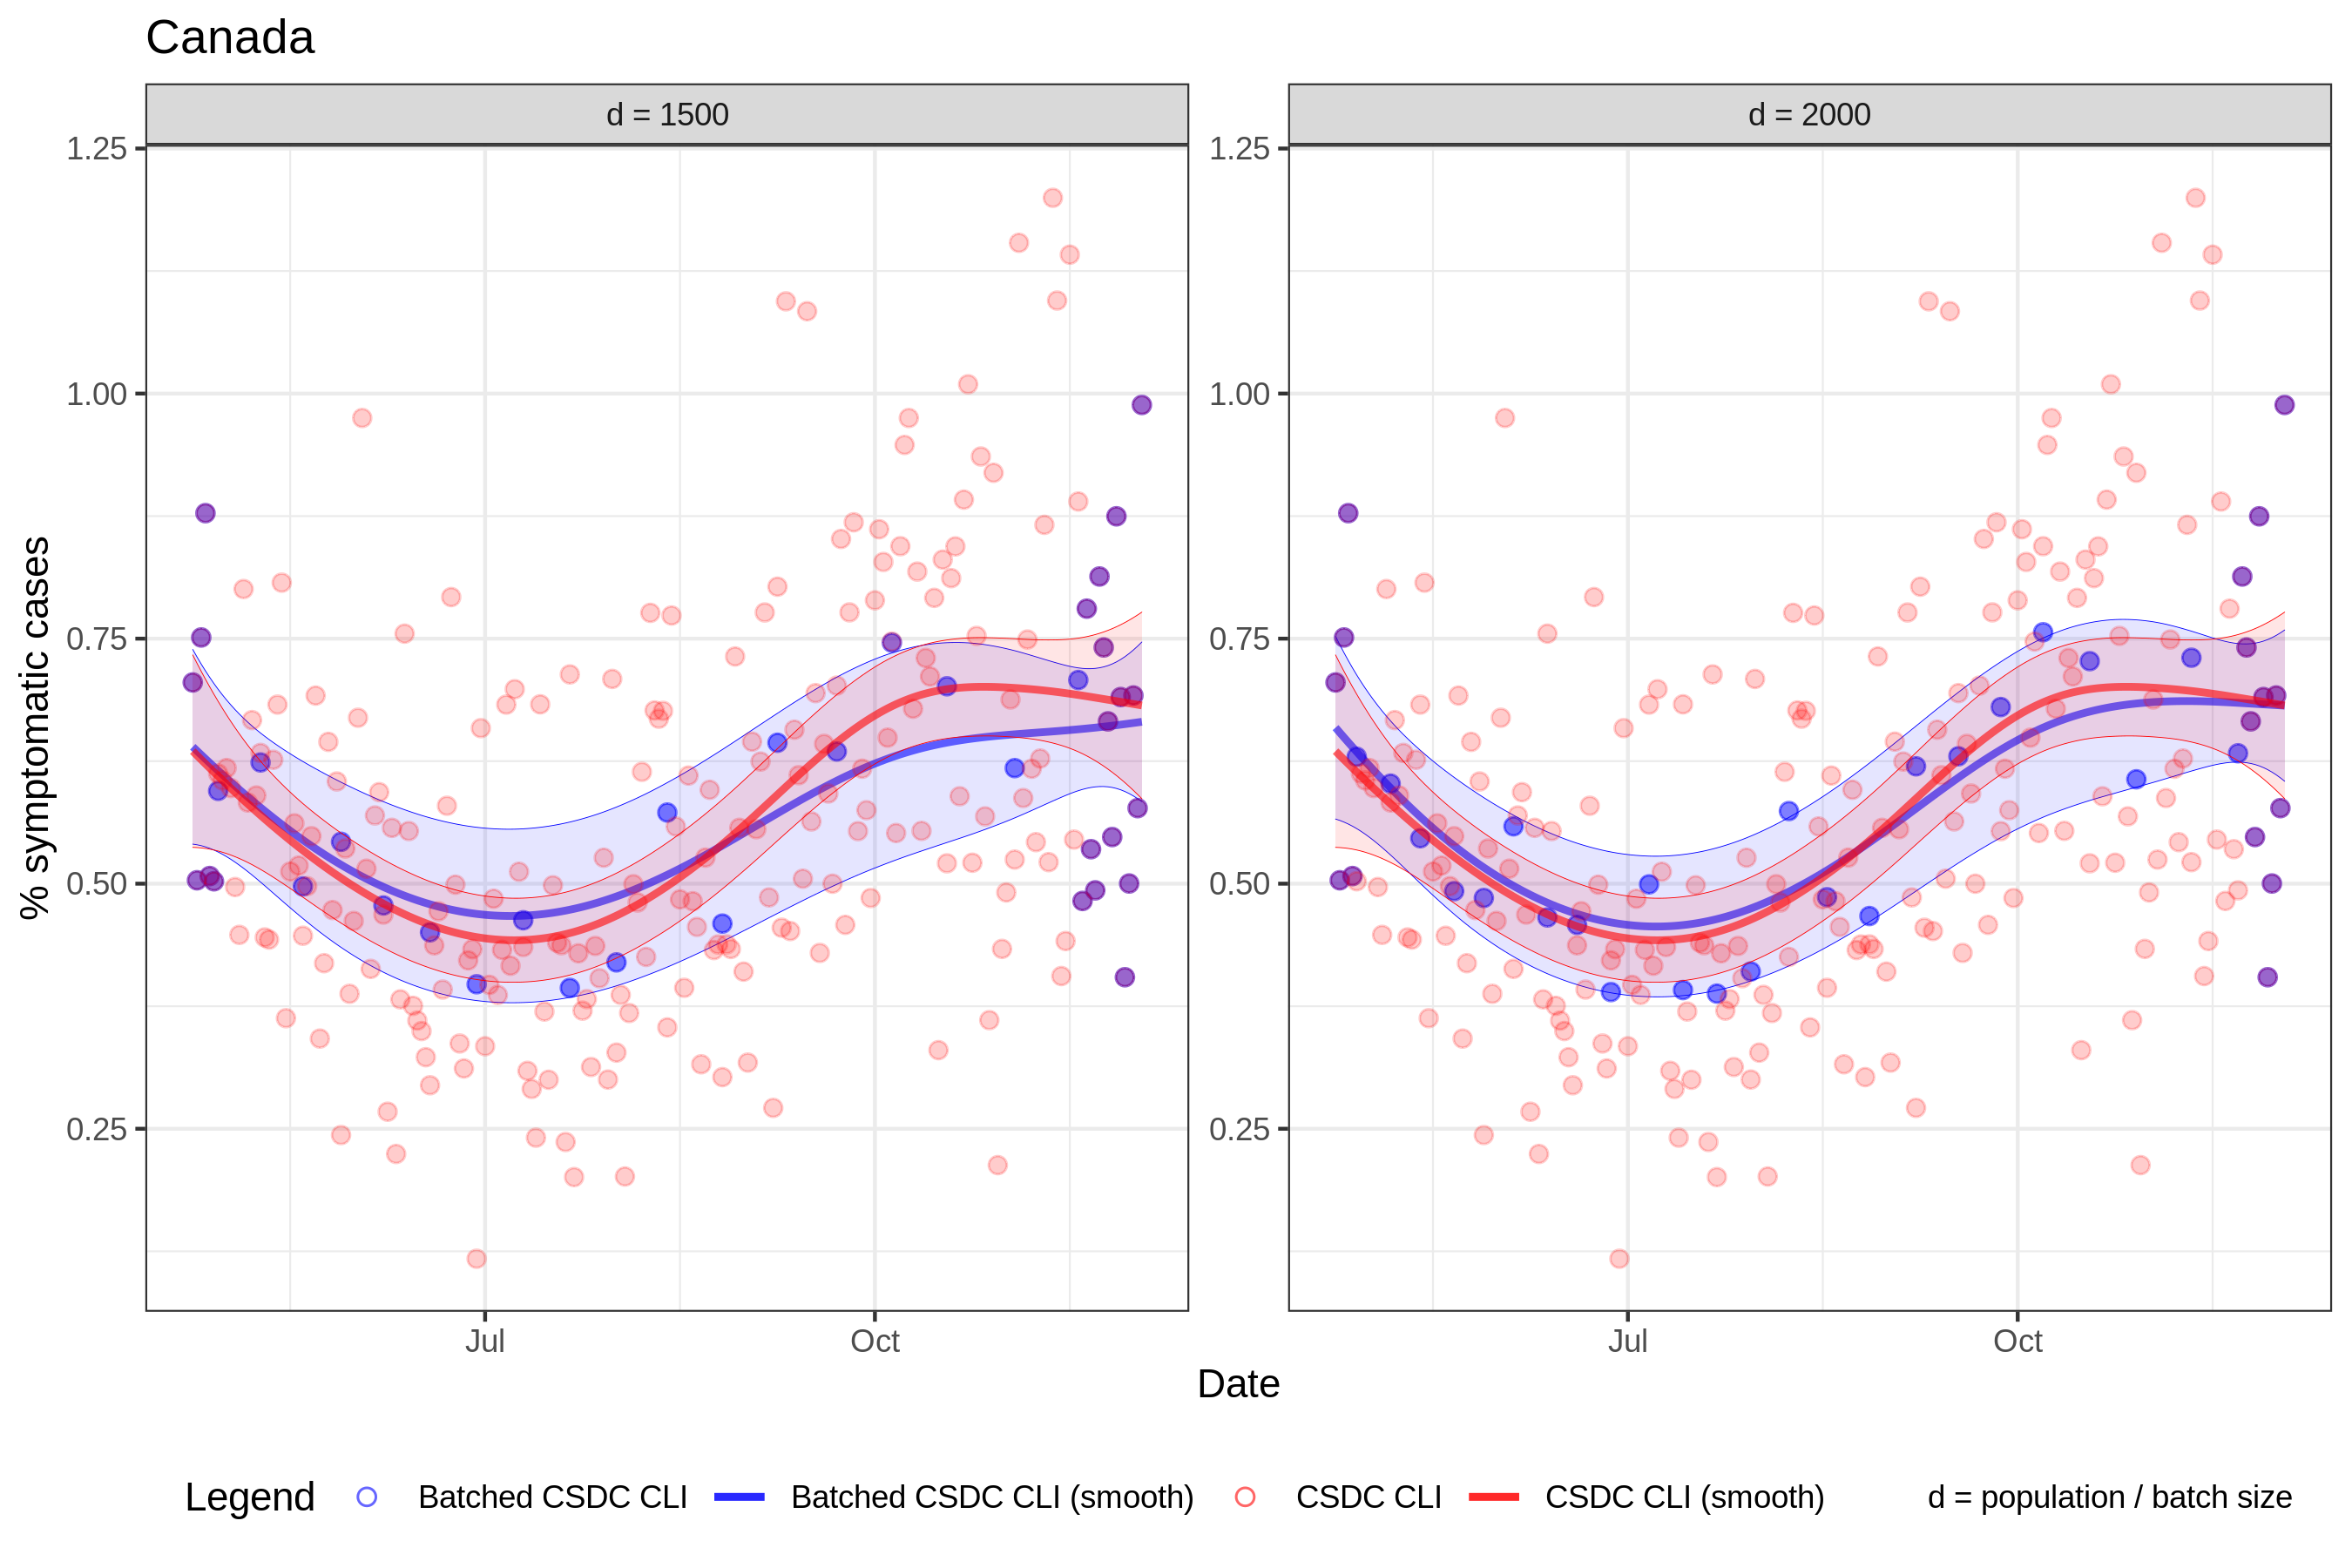 Canada
d = 1500
d = 2000
1.25
1.00
0.75
0.50
0.25
1.25
1.00
0.75
0.50
0.25
% symptomatic cases
Jul
Oct
Jul
Oct
Date
Legend
Batched CSDC CLI
Batched CSDC CLI (smooth)
CSDC CLI
CSDC CLI (smooth)
d = population / batch size